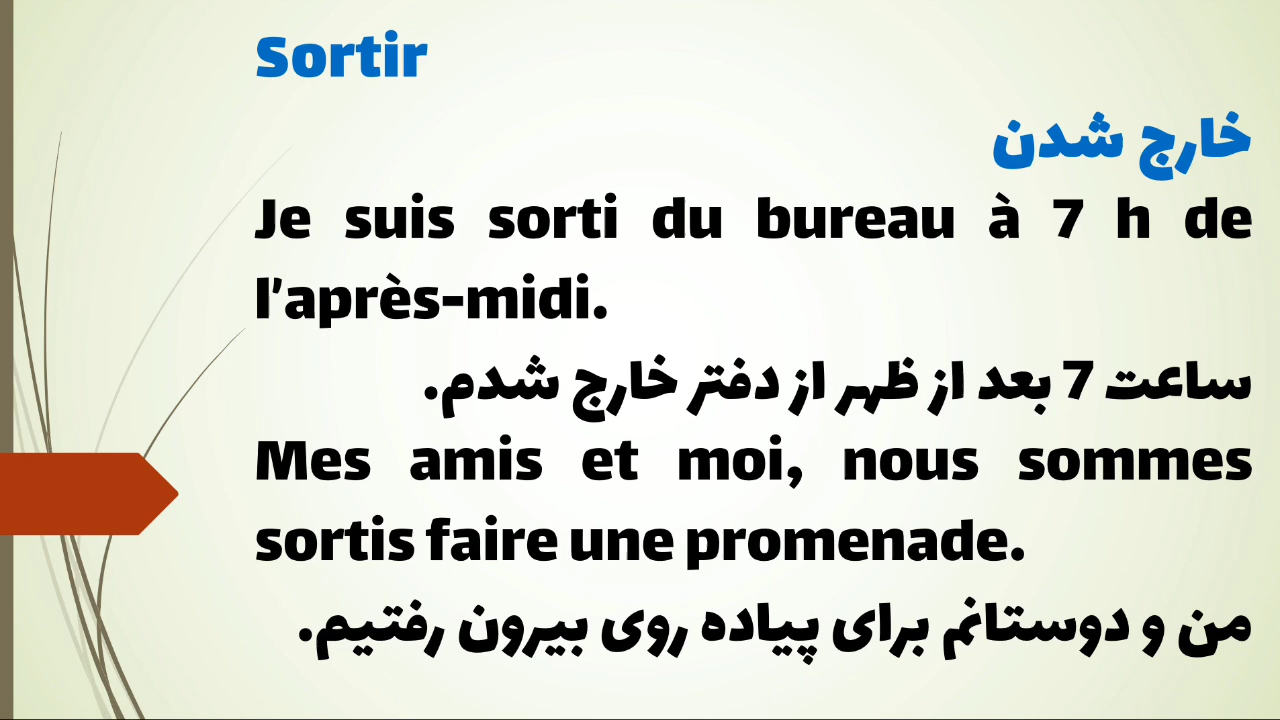 Sortir
خارج شدن
Je suis sorti du bureau à 7 h de
l'après-midi.
ساعت 7 بعد از ظهر از دفتر خارج شدم.
Mes amis et moi, nous sommes
sortis faire une promenade.
من و دوستانم برای پیاده روی بیرون رفتیم.